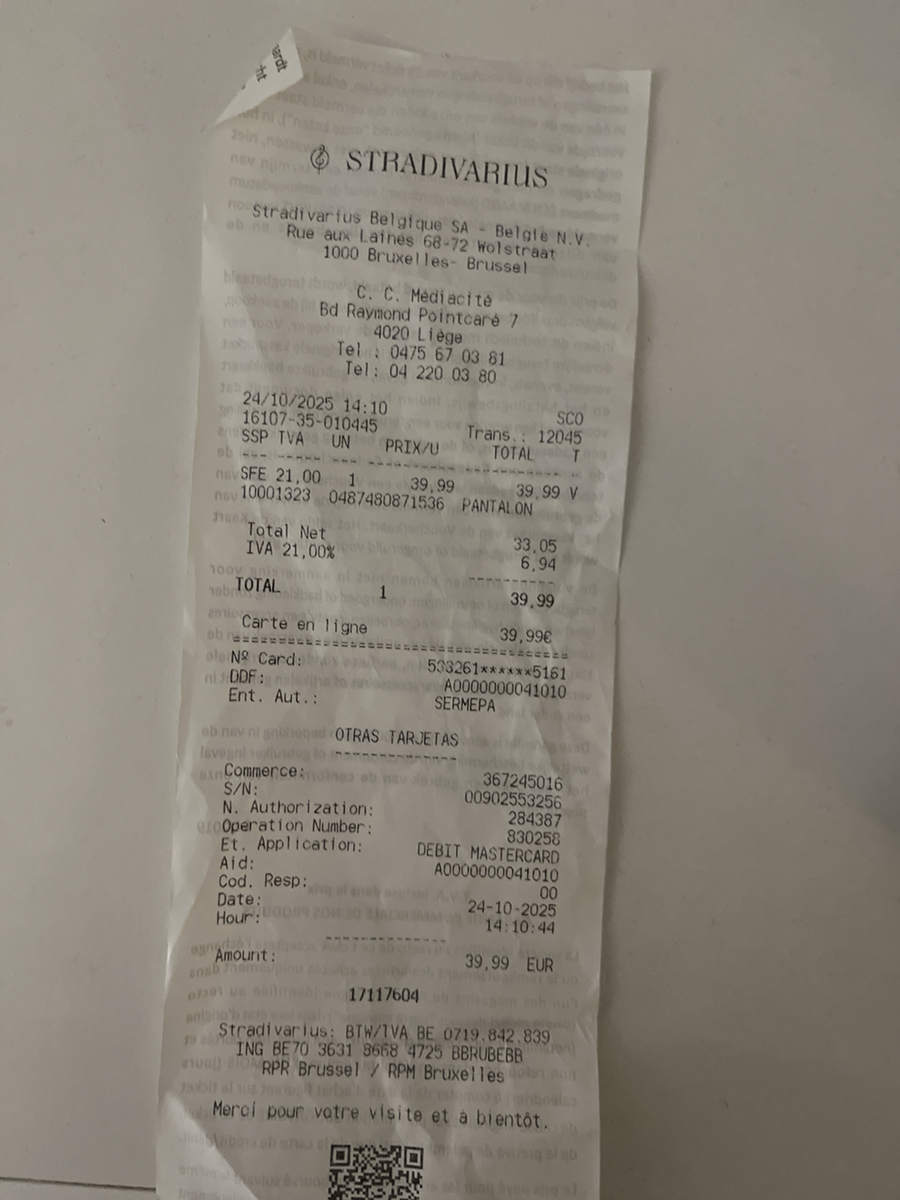 STRADIVARIUS
Stradivarius Belgique SA - Belgie N.V.
Rue aux Laines 68-72 Wolstraat
1000 Bruxelles- Brussel
C. C. Médiacité
Bd Raymond Pointcaré 7
4020 Liège
Tel : 0475 67 03 81
Tel: 04 220 03 80
24/10/2025 14:10 SCO
16107-35-010445 Trans.: 12045
SSP TVA UN PRIX/U TOTAL T
SFE 21,00 1 39,99 39,99 V
10001323 0487480871536 PANTALON
Total Net 33,05
IVA 21,00% 6,94
TOTAL 1 39,99
Carte en ligne 39,99€
Nº Card: 533261******5161
DDF: A0000000041010
Ent. Aut.: SERMEPA
OTRAS TARJETAS
Commerce: 367245016
S/N: 00902553256
N. Authorization: 284387
Operation Number: 830258
Et. Application: DEBIT MASTERCARD
Aid: A0000000041010
Cod. Resp: 00
Date: 24-10-2025
Hour: 14:10:44
Amount: 39,99 EUR
17117604
Stradivarius: BTW/TVA BE 0719.842.839
ING BE70 3631 8668 4725 BBRUBEBB
RPR Brussel / RPM Bruxelles
Merci pour votre visite et à bientôt.